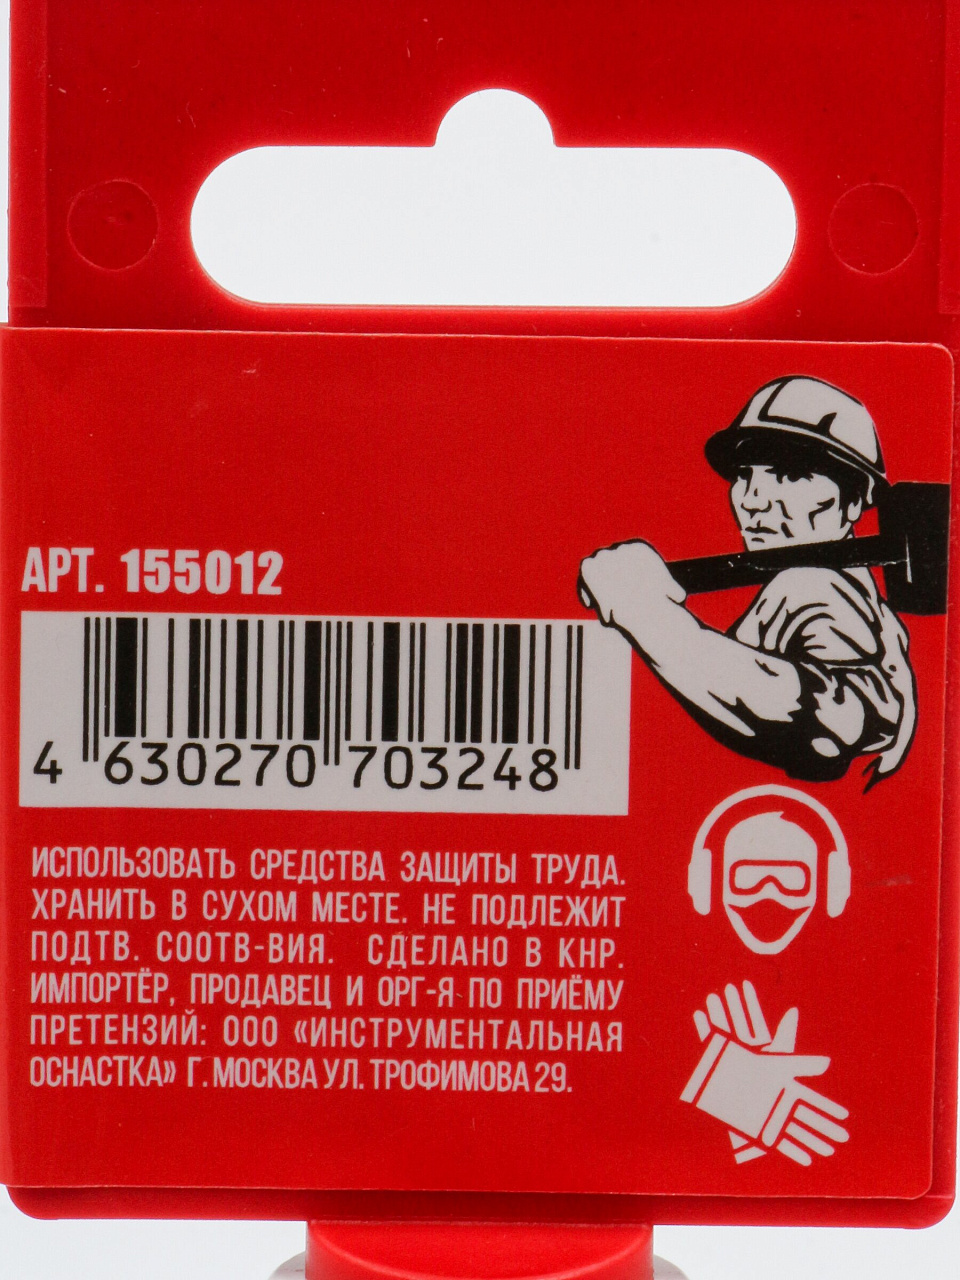 АРТ. 155012
4 630270 703248
ИСПОЛЬЗОВАТЬ СРЕДСТВА ЗАЩИТЫ ТРУДА.
ХРАНИТЬ В СУХОМ МЕСТЕ. НЕ ПОДЛЕЖИТ
ПОДТВ. СООТВ-ВИЯ. СДЕЛАНО В КНР.
ИМПОРТЁР, ПРОДАВЕЦ И ОРГ-Я ПО ПРИЁМУ
ПРЕТЕНЗИЙ: ООО «ИНСТРУМЕНТАЛЬНАЯ
ОСНАСТКА» Г. МОСКВА УЛ. ТРОФИМОВА 29.